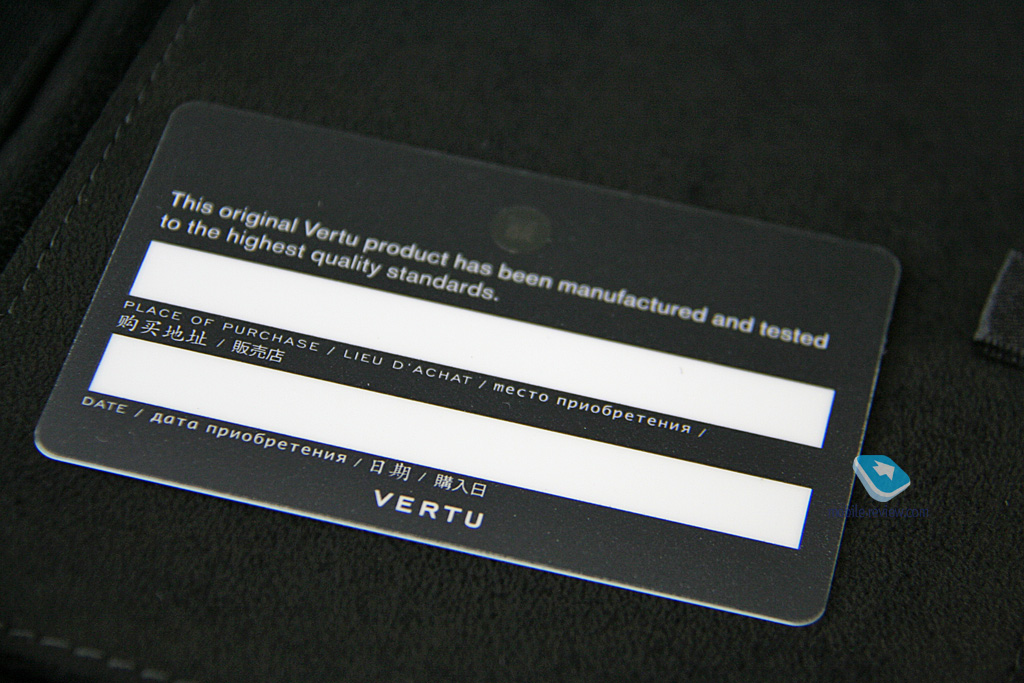 This original Vertu product has been manufactured and tested
to the highest quality standards.
PLACE OF PURCHASE / LIEU D'ACHAT / место приобретения /
购买地址 / 販売店
DATE / дата приобретения / 日期 / 購入日
VERTU